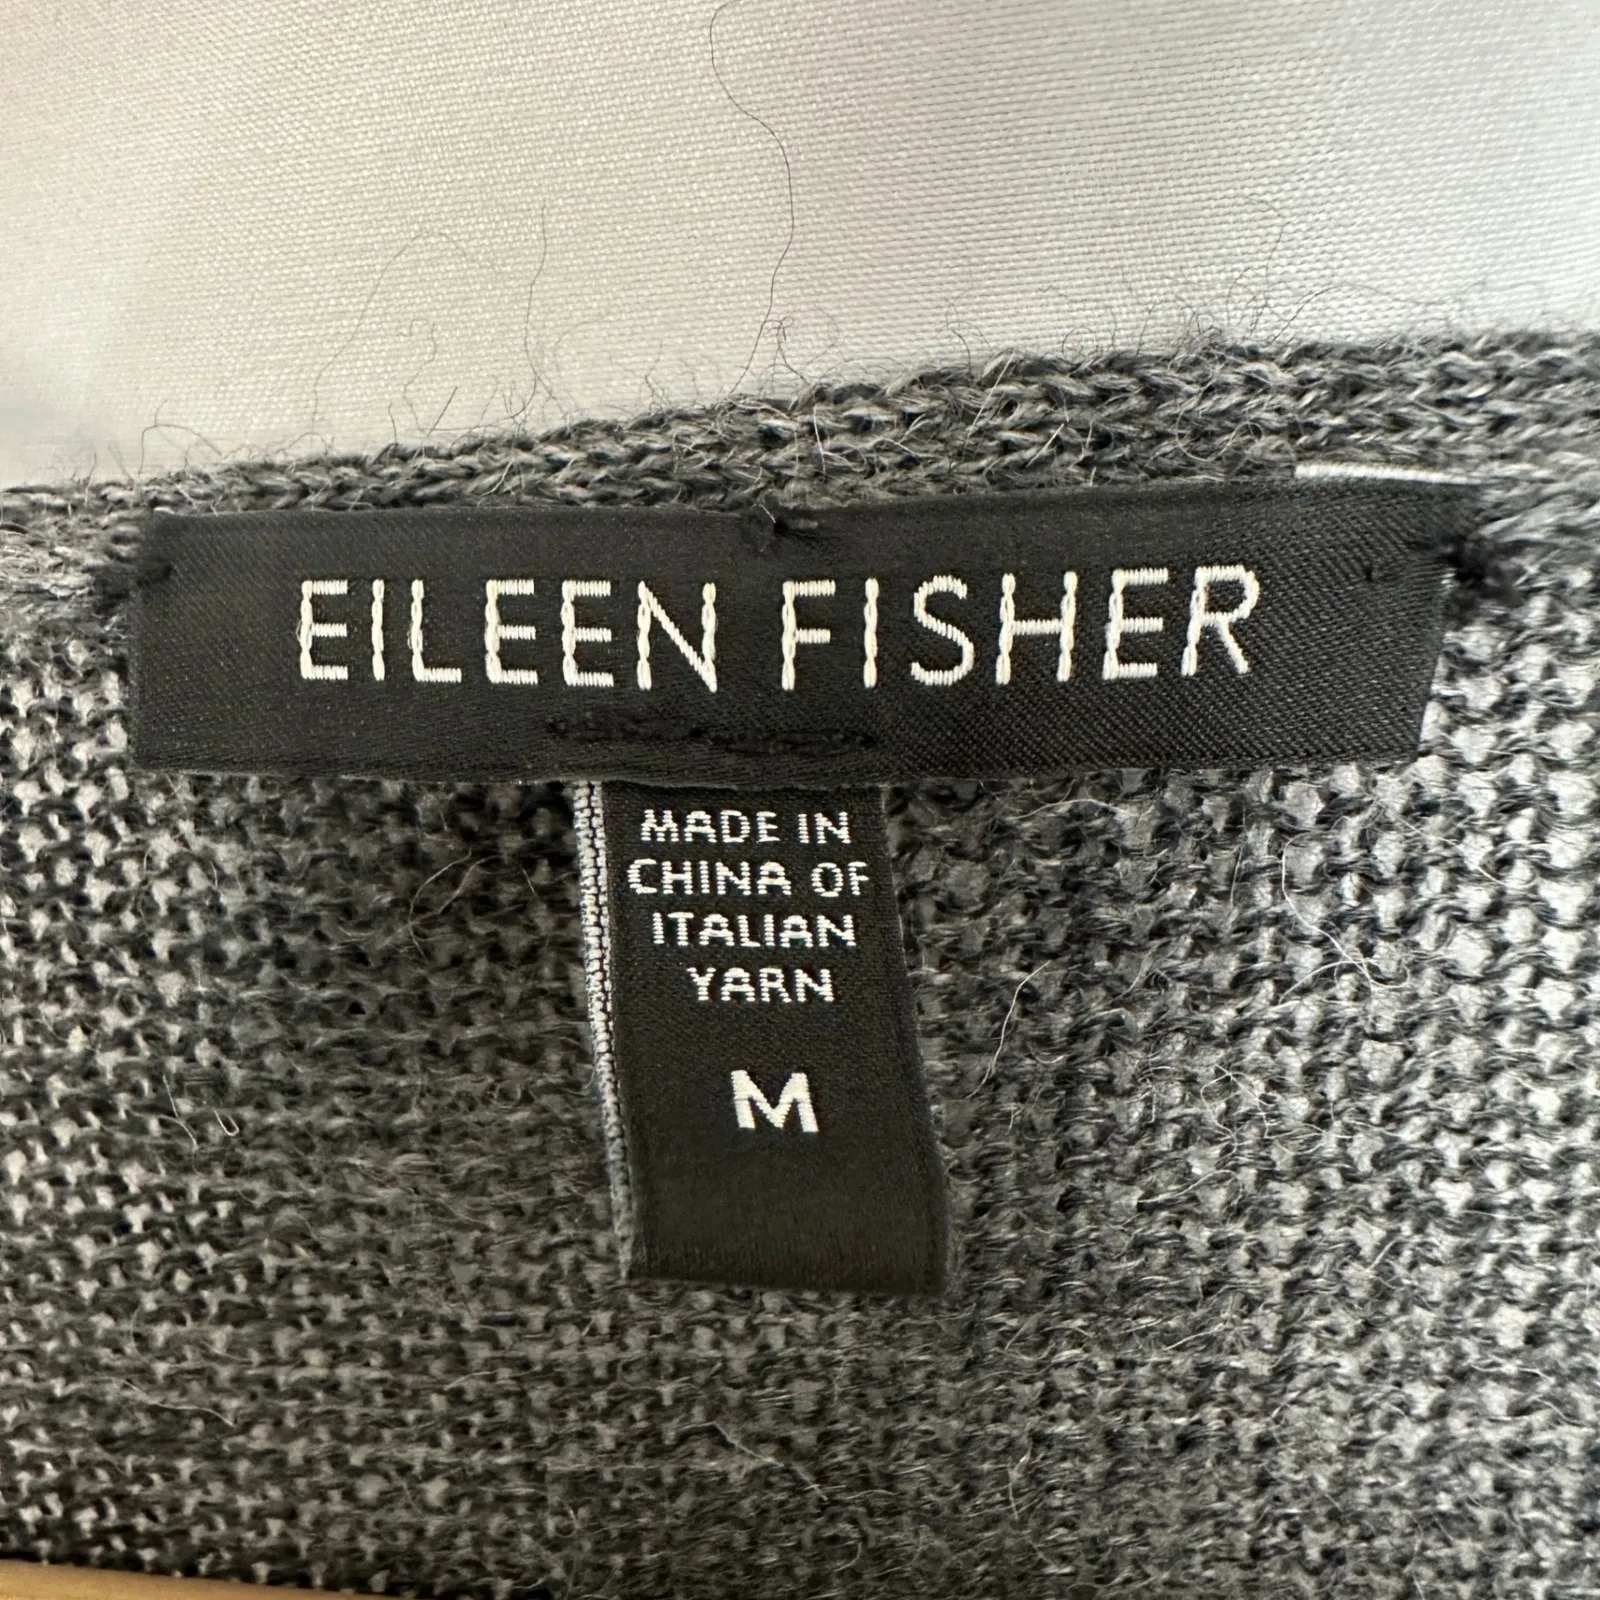 EILEEN FISHER
MADE IN
CHINA OF
ITALIAN
YARN
M